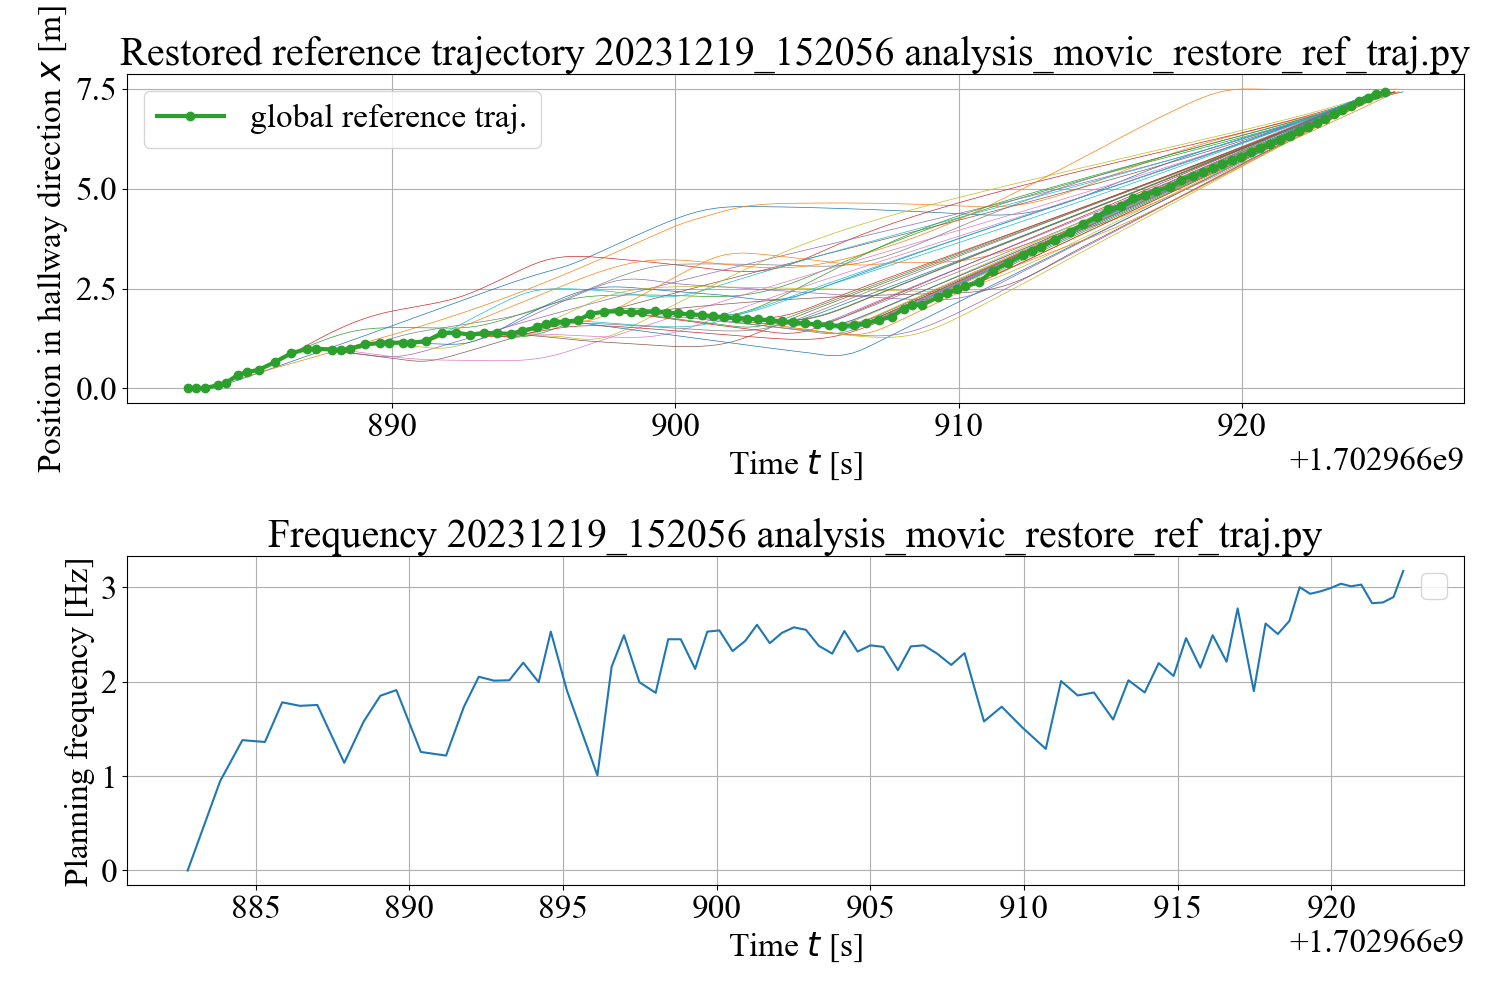 Restored reference trajectory 20231219_152056 analysis_movic_restore_ref_traj.py
Position in hallway direction x [m]
7.5
5.0
2.5
0.0
global reference traj.
890 900 910 920
Time t [s]
+1.702966e9
Frequency 20231219_152056 analysis_movic_restore_ref_traj.py
Planning frequency [Hz]
3
2
1
0
885 890 895 900 905 910 915 920
Time t [s]
+1.702966e9